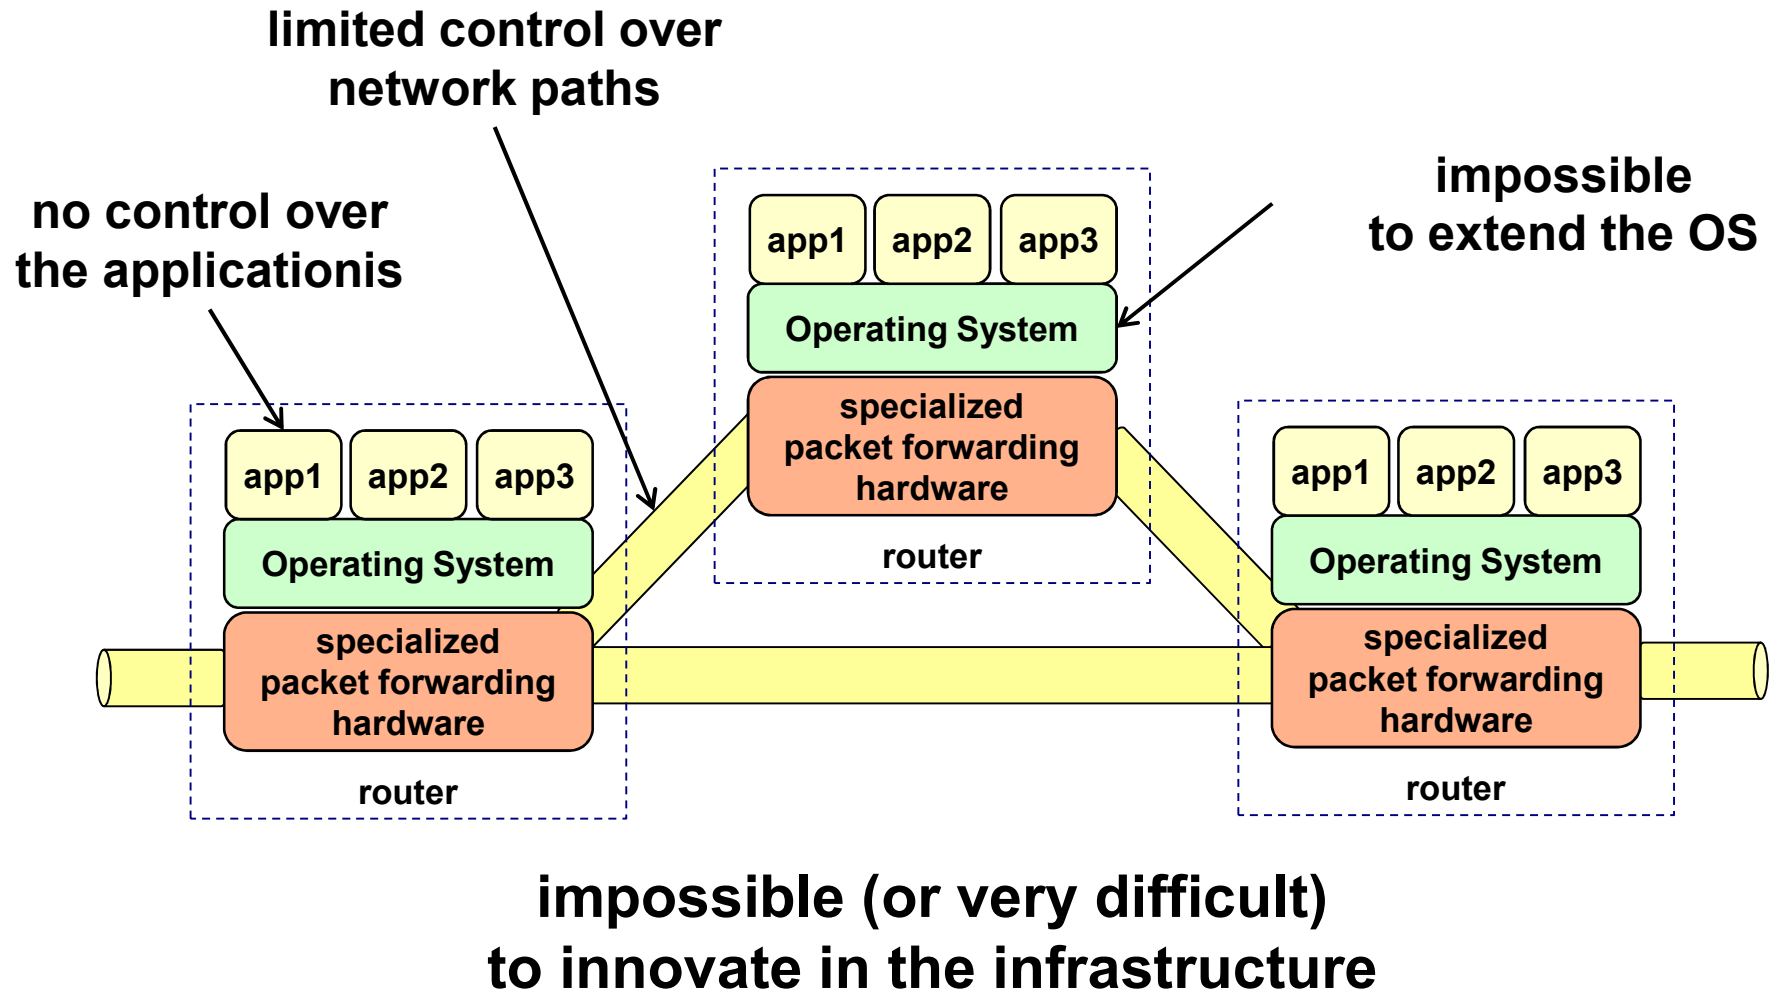 limited control over
network paths
no control over
the applicationis
impossible
to extend the OS
app1 app2 app3
Operating System
specialized
packet forwarding
hardware
router
app1 app2 app3
Operating System
specialized
packet forwarding
hardware
router
app1 app2 app3
Operating System
specialized
packet forwarding
hardware
router
impossible (or very difficult)
to innovate in the infrastructure